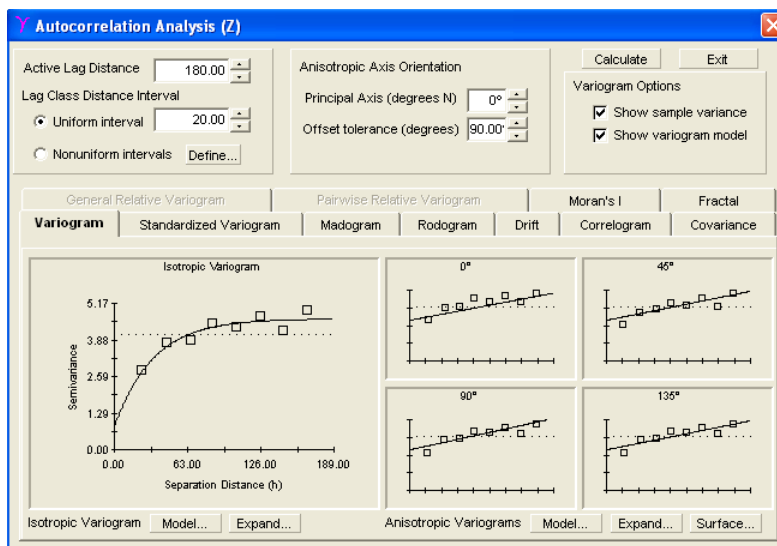 γ Autocorrelation Analysis (Z)
Active Lag Distance 180.00
Lag Class Distance Interval
Uniform interval 20.00
Nonuniform intervals Define...
Anisotropic Axis Orientation
Principal Axis (degrees N) 0°
Offset tolerance (degrees) 90.00°
Calculate Exit
Variogram Options
Show sample variance
Show variogram model
General Relative Variogram Pairwise Relative Variogram Moran's I Fractal
Variogram Standardized Variogram Madogram Rodogram Drift Correlogram Covariance
Isotropic Variogram
5.17
3.88
2.59
1.29
0.00
Semivariance
0.00 63.00 126.00 189.00
Separation Distance (h)
0° 45°
90° 135°
Isotropic Variogram Model... Expand... Anisotropic Variograms Model... Expand... Surface...